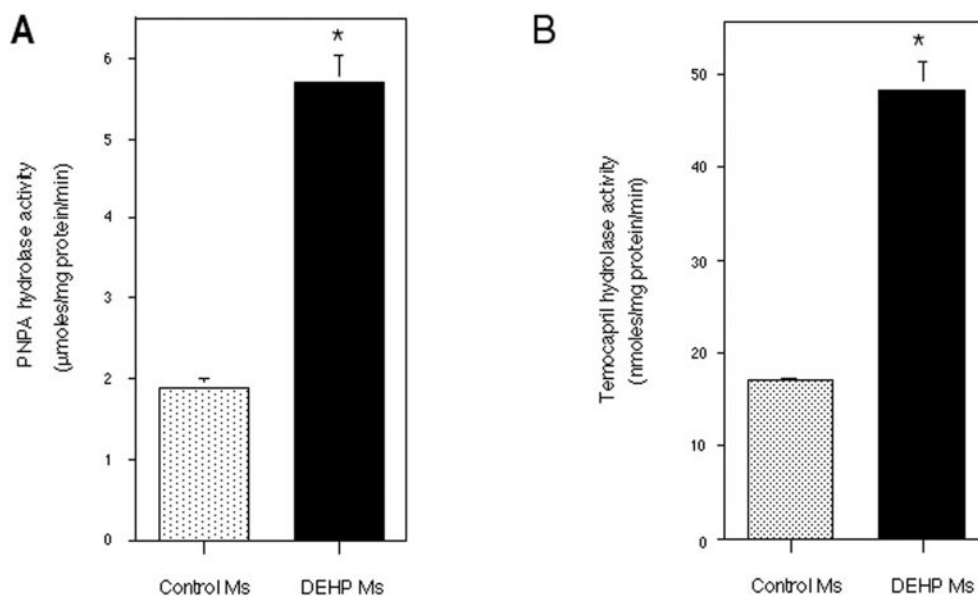 A
*
6
5
4
3
2
1
0
PNPA hydrolase activity
(µmoles/mg protein/min)
Control Ms
DEHP Ms
B
*
50
40
30
20
10
0
Temocapril hydrolase activity
(nmoles/mg protein/min)
Control Ms
DEHP Ms